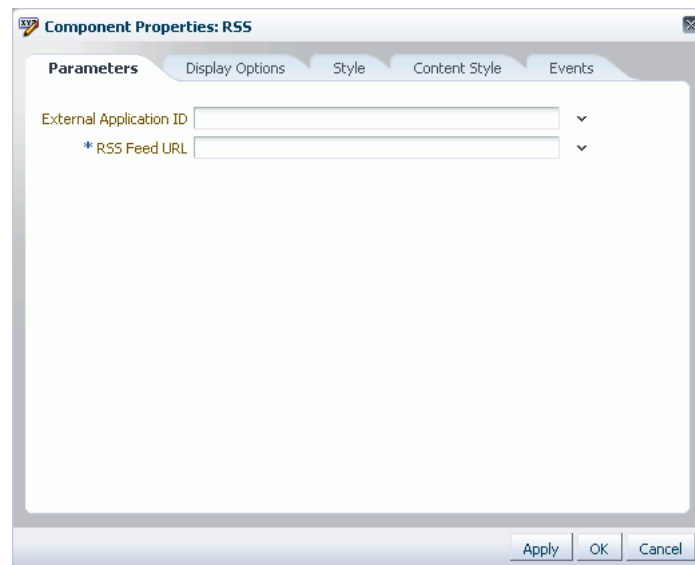 Component Properties: RSS
Parameters Display Options Style Content Style Events
External Application ID
* RSS Feed URL
Apply OK Cancel